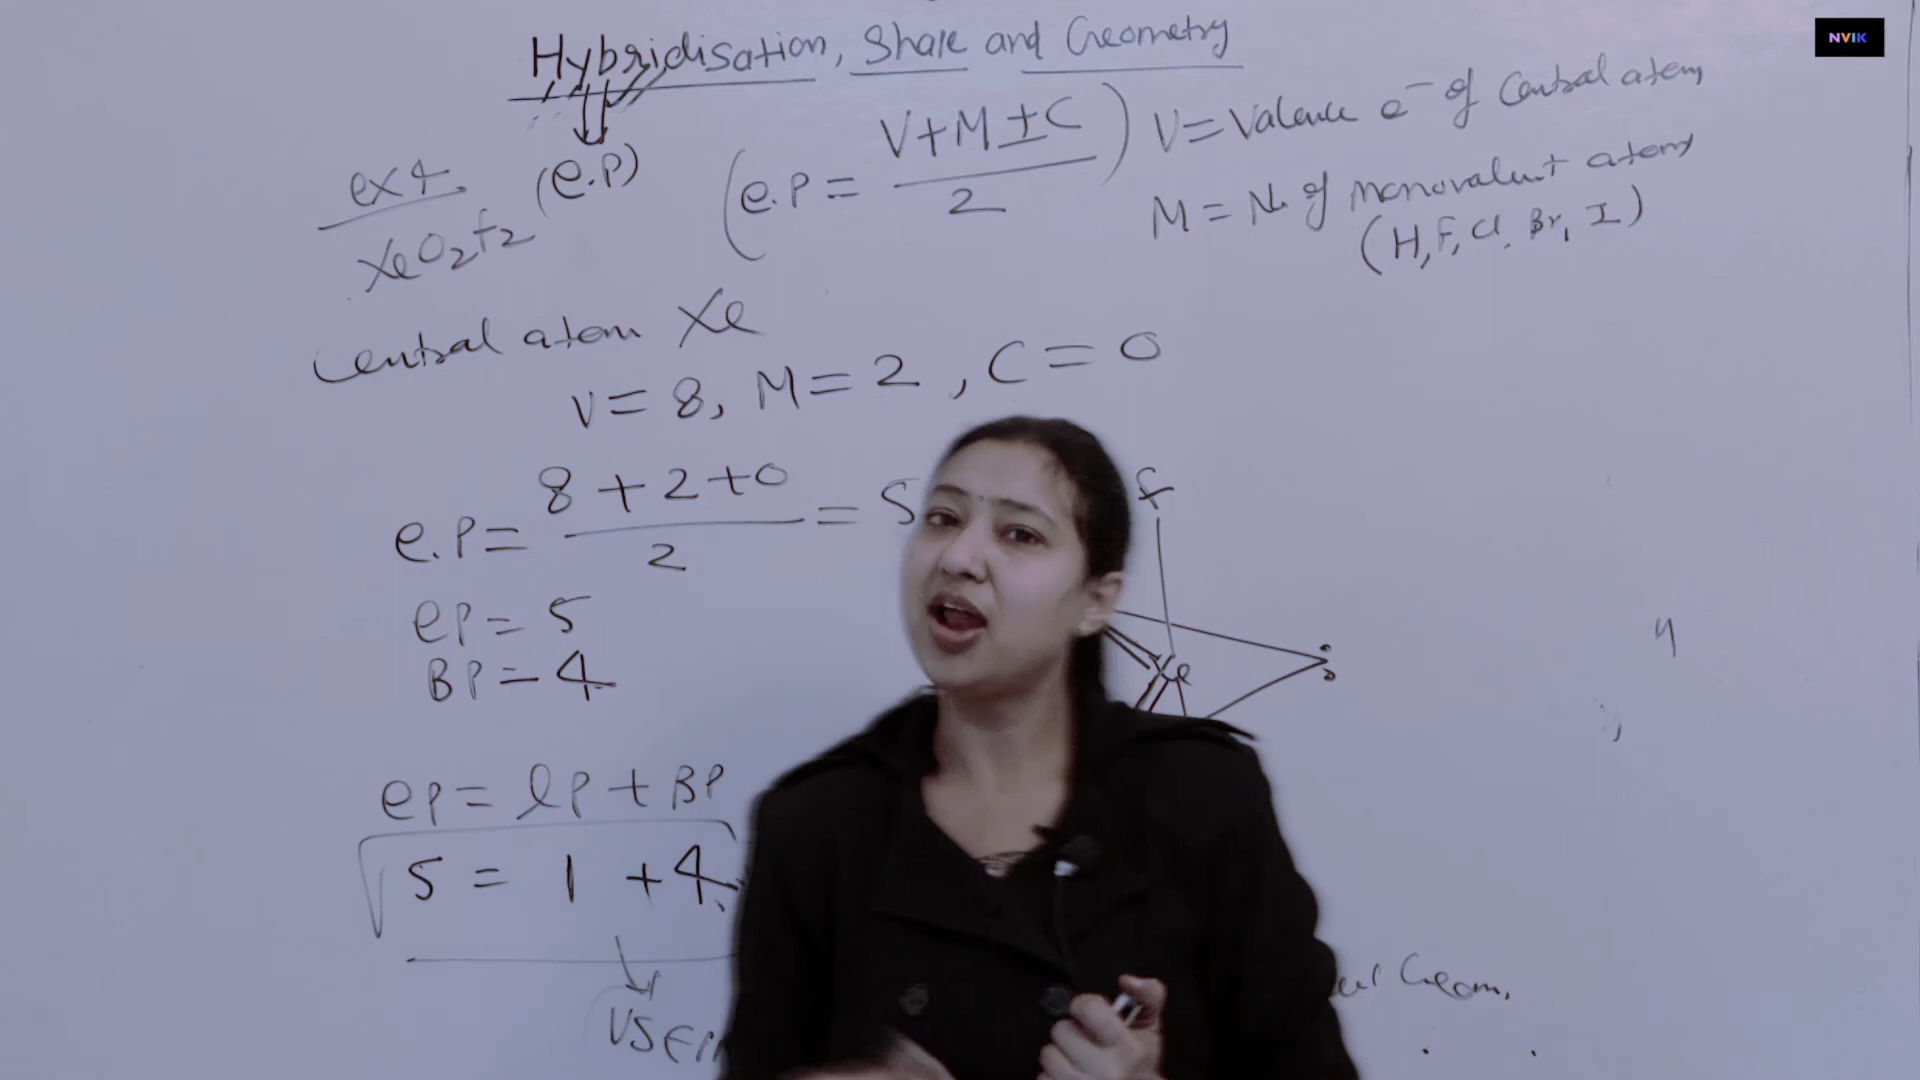 NVIK
Hybridisation, Shape and Geometry
(e.p)
(e.p = V+M±C / 2)
V = Valence e⁻ of Central atom
M = No of monovalent atom
(H, F, Cl, Br, I)
ex 4.
XeO₂F₂
Central atom Xe
V = 8, M = 2, C = 0
e.p = 8 + 2 + 0 / 2 = 5
ep = 5
BP = 4
ep = lp + BP
5 = 1 + 4
F
Xe
Geom.